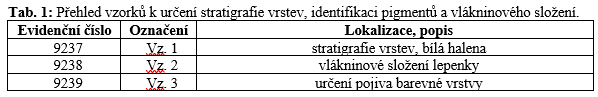 Tab. 1: Přehled vzorků k určení stratigrafie vrstev, identifikaci pigmentů a vlákninového složení.
Evidenční číslo Označení Lokalizace, popis
9237 Vz. 1 stratigrafie vrstev, bílá halena
9238 Vz. 2 vlákninové složení lepenky
9239 Vz. 3 určení pojiva barevné vrstvy